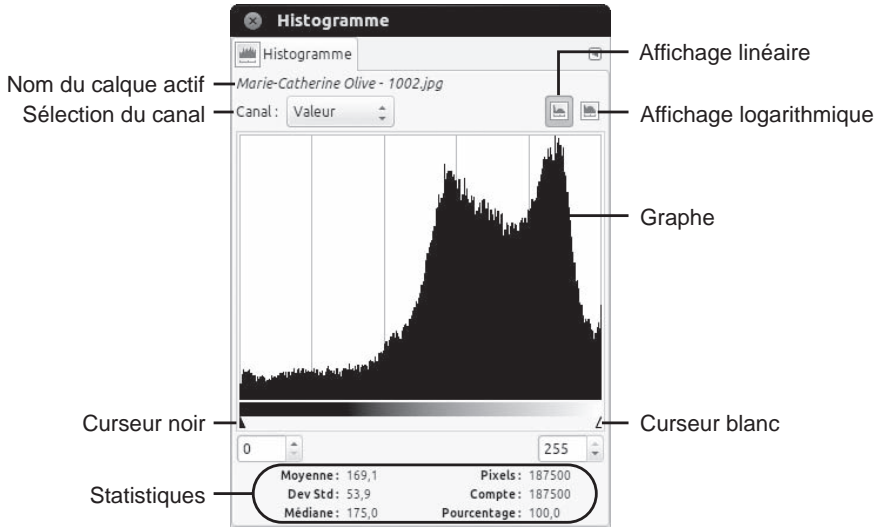 Histogramme
Histogramme
Affichage linéaire
Nom du calque actif
Marie-Catherine Olive - 1002.jpg
Sélection du canal
Canal : Valeur
Affichage logarithmique
Graphe
Curseur noir
Curseur blanc
0
255
Statistiques
Moyenne : 169,1 Pixels : 187500
Dev Std : 53,9 Compte : 187500
Médiane : 175,0 Pourcentage : 100,0